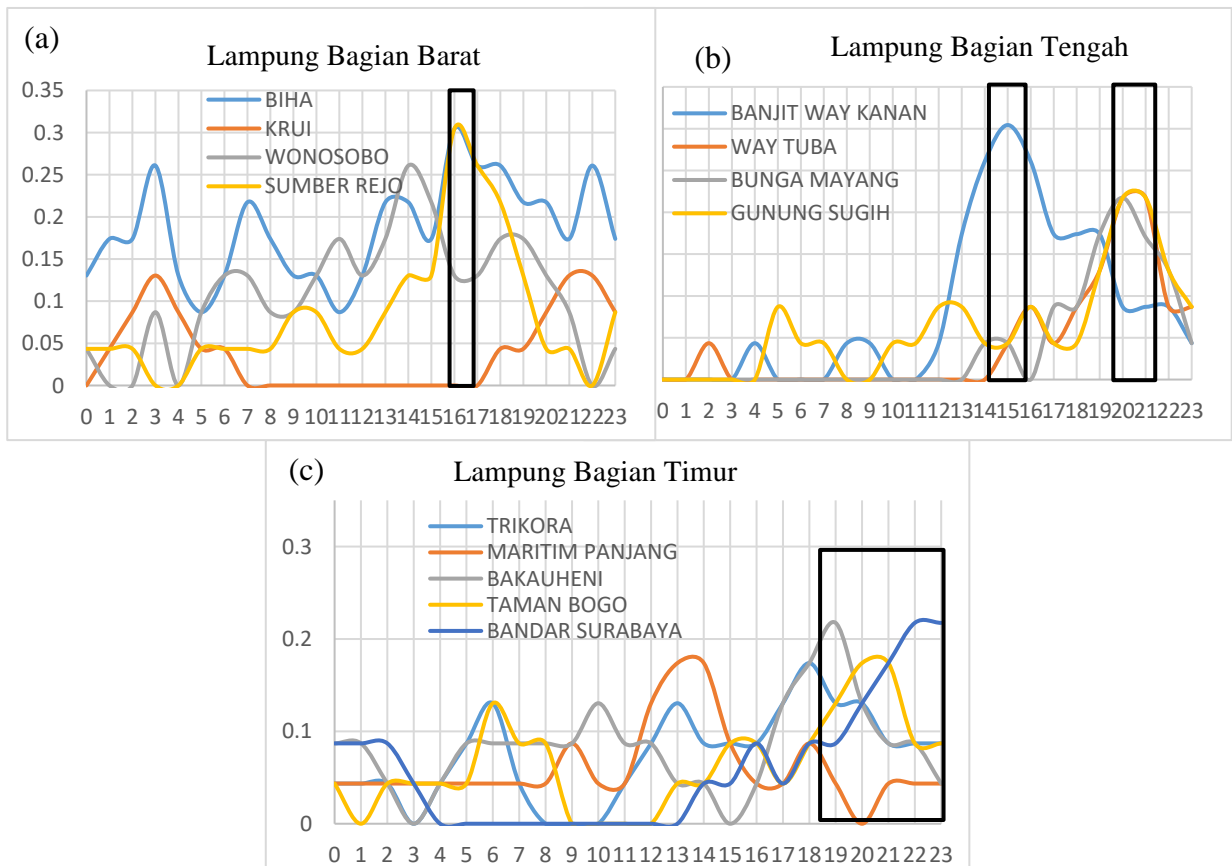 (a)
Lampung Bagian Barat
0.35
0.3
0.25
0.2
0.15
0.1
0.05
0
BIHA
KRUI
WONOSOBO
SUMBER REJO
0 1 2 3 4 5 6 7 8 9 10 11 12 13 14 15 16 17 18 19 20 21 22 23
(b)
Lampung Bagian Tengah
BANJIT WAY KANAN
WAY TUBA
BUNGA MAYANG
GUNUNG SUGIH
0 1 2 3 4 5 6 7 8 9 10 11 12 13 14 15 16 17 18 19 20 21 22 23
(c)
Lampung Bagian Timur
0.3
0.2
0.1
0
TRIKORA
MARITIM PANJANG
BAKAUHENI
TAMAN BOGO
BANDAR SURABAYA
0 1 2 3 4 5 6 7 8 9 10 11 12 13 14 15 16 17 18 19 20 21 22 23